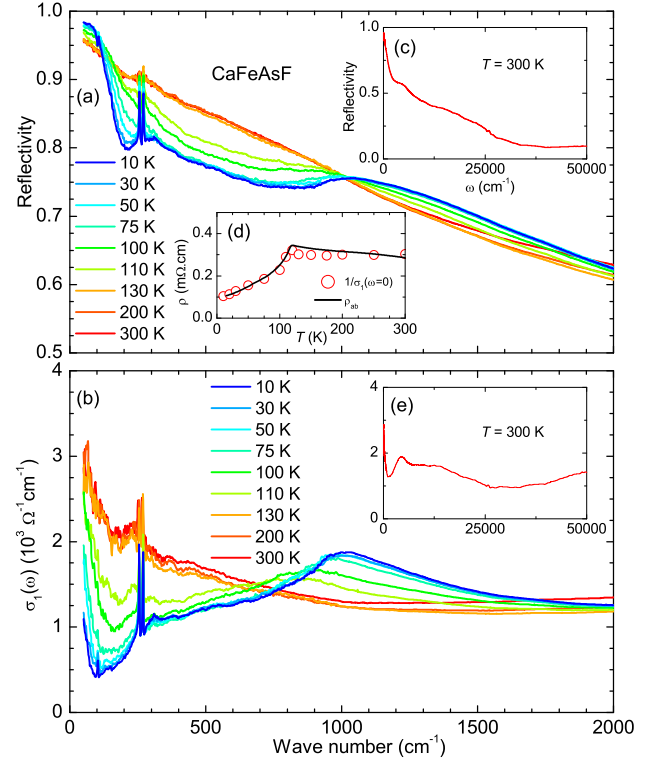 1.0
0.9
0.8
0.7
0.6
0.5
Reflectivity
CaFeAsF
(a)
10 K
30 K
50 K
75 K
100 K
110 K
130 K
200 K
300 K
(c)
T = 300 K
1.0
0.5
0.0
Reflectivity
0
25000
50000
ω (cm⁻¹)
(d)
0.4
0.2
0.0
ρ (mΩ.cm)
1/σ₁(ω=0)
ρab
0
100
200
300
T (K)
(b)
4
3
2
1
0
σ₁(ω) (10³ Ω⁻¹cm⁻¹)
10 K
30 K
50 K
75 K
100 K
110 K
130 K
200 K
300 K
(e)
T = 300 K
4
2
0
0
25000
50000
0
500
1000
1500
2000
Wave number (cm⁻¹)